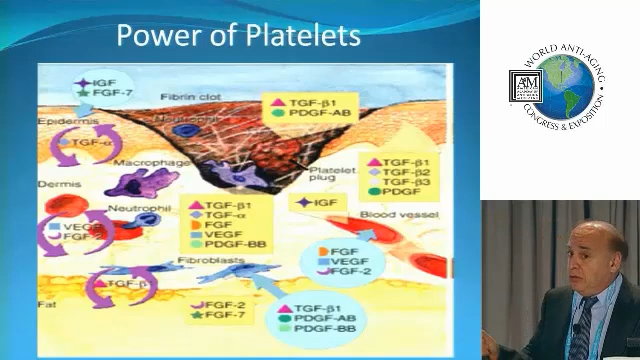 Power of Platelets
IGF
FGF-7
Fibrin clot
TGF-β1
PDGF-AB
Epidermis
Neutrophil
TGF-α
Macrophage
Platelet
plug
TGF-β1
TGF-β2
TGF-β3
PDGF
Dermis
Neutrophil
TGF-β1
TGF-α
FGF
VEGF
PDGF-BB
IGF
Blood vessel
VEGF
FGF-2
FGF
VEGF
FGF-2
Fibroblasts
TGF-β
Fat
FGF-2
FGF-7
TGF-β1
PDGF-AB
PDGF-BB
WORLD ANTI-AGING
A4M
CONGRESS & EXPOSITION